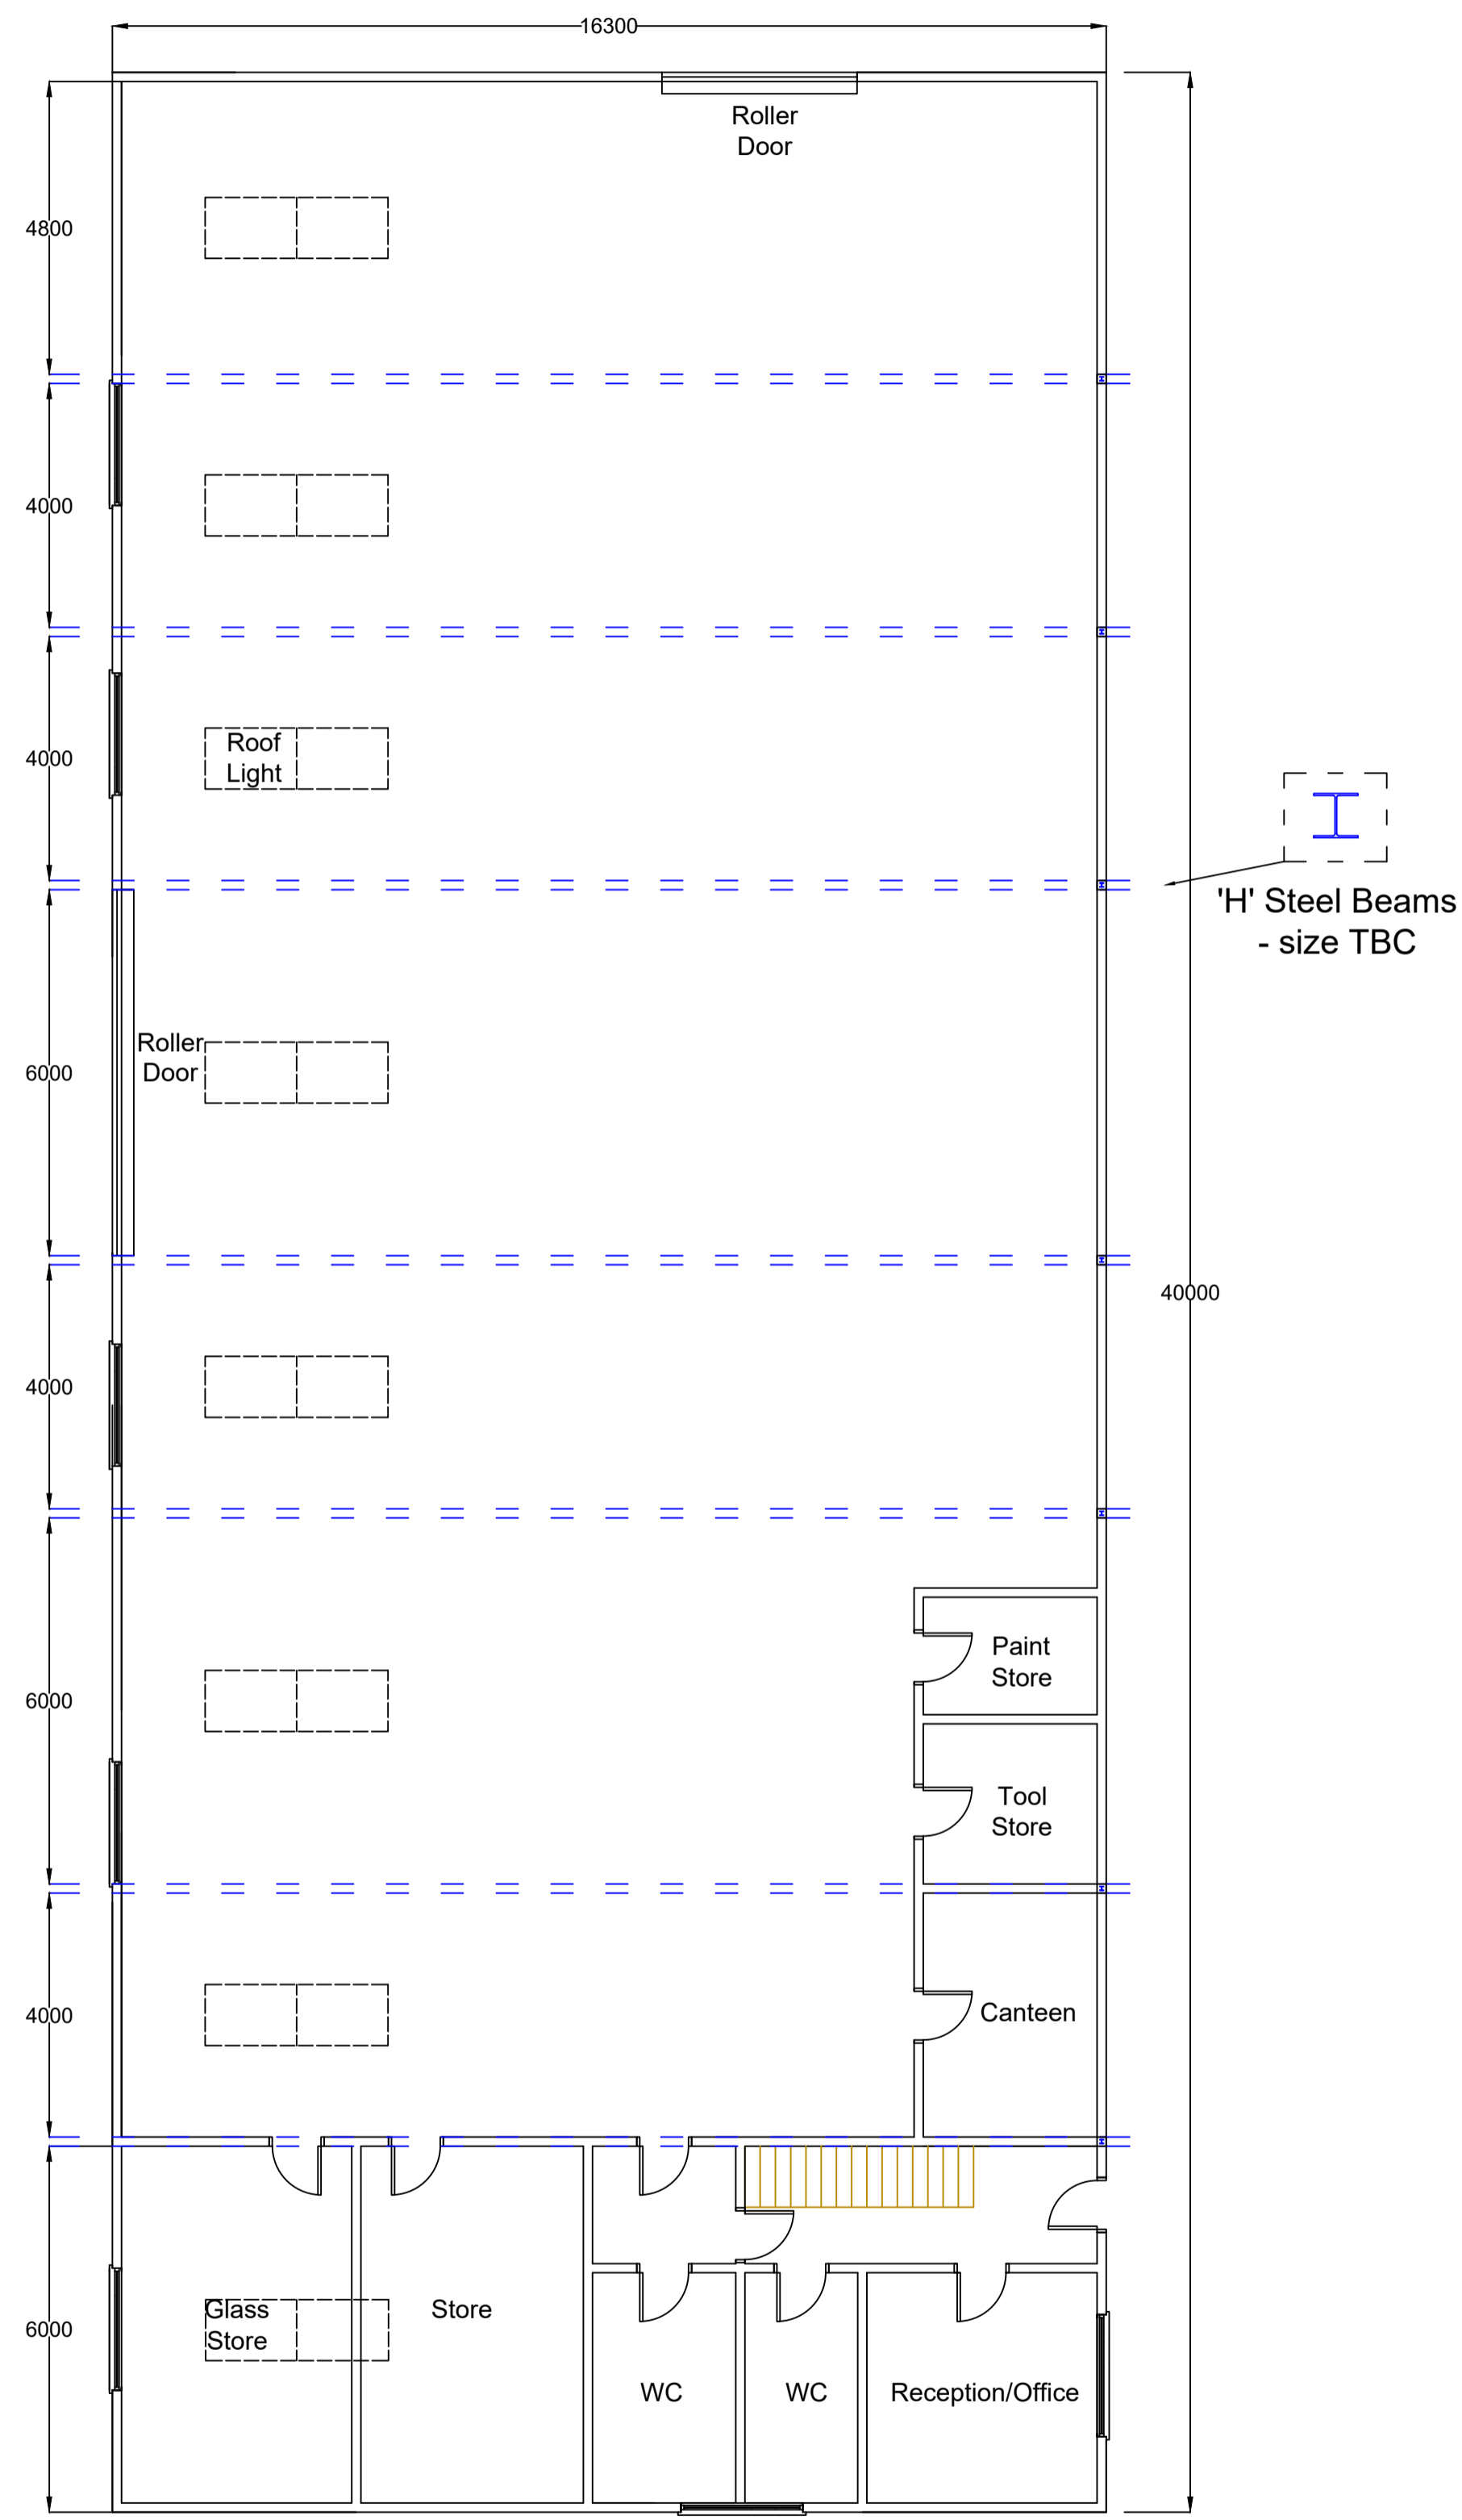 16300
Roller
Door
4800
4000
Roof
Light
4000
'H' Steel Beams
- size TBC
Roller
Door
6000
40000
4000
Paint
Store
6000
Tool
Store
Canteen
4000
Glass
Store
Store
6000
WC
WC
Reception/Office